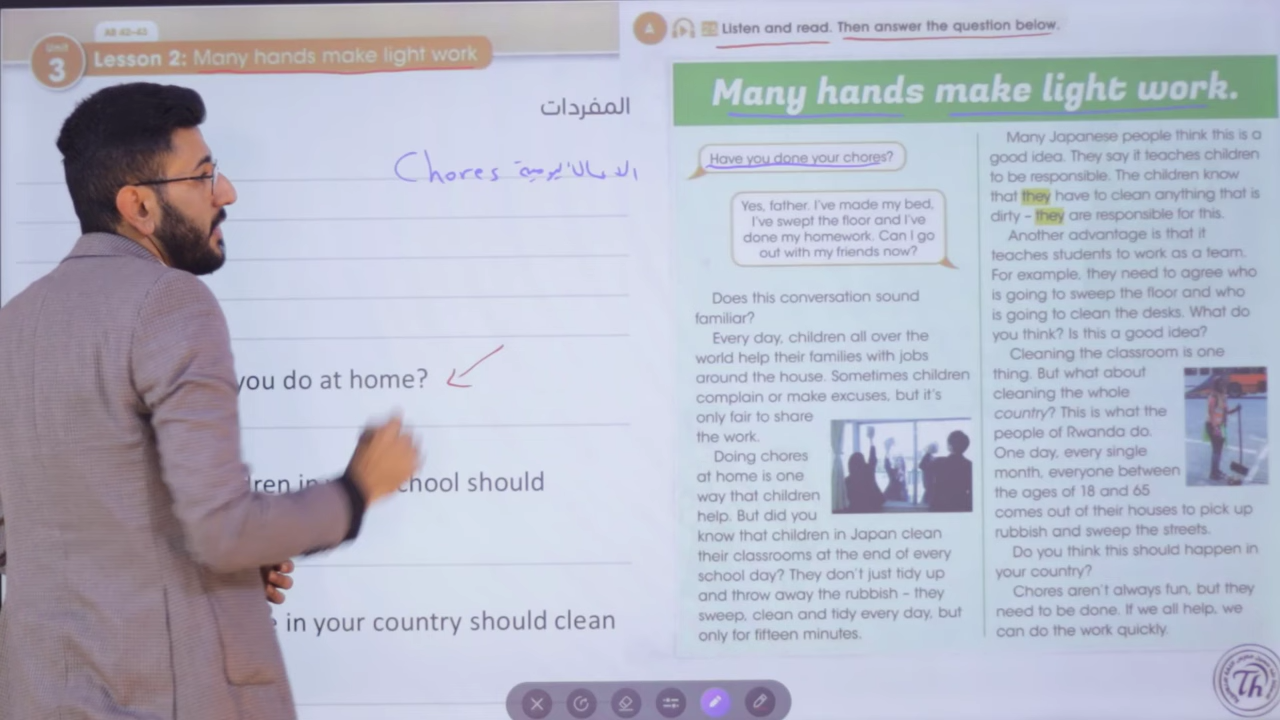 AB 42-43
Unit
3
Lesson 2: Many hands make light work
المفردات
Chores الاعمال اليومية
you do at home?
dren in
chool should
in your country should clean
A
Listen and read. Then answer the question below.
Many hands make light work.
Have you done your chores?
Yes, father. I've made my bed,
I've swept the floor and I've
done my homework. Can I go
out with my friends now?
Does this conversation sound
familiar?
Every day, children all over the
world help their families with jobs
around the house. Sometimes children
complain or make excuses, but it's
only fair to share
the work.
Doing chores
at home is one
way that children
help. But did you
know that children in Japan clean
their classrooms at the end of every
school day? They don't just tidy up
and throw away the rubbish – they
sweep, clean and tidy every day, but
only for fifteen minutes.
Many Japanese people think this is a
good idea. They say it teaches children
to be responsible. The children know
that they have to clean anything that is
dirty – they are responsible for this.
Another advantage is that it
teaches students to work as a team.
For example, they need to agree who
is going to sweep the floor and who
is going to clean the desks. What do
you think? Is this a good idea?
Cleaning the classroom is one
thing. But what about
cleaning the whole
country? This is what the
people of Rwanda do.
One day, every single
month, everyone between
the ages of 18 and 65
comes out of their houses to pick up
rubbish and sweep the streets.
Do you think this should happen in
your country?
Chores aren't always fun, but they
need to be done. If we all help, we
can do the work quickly.
Th